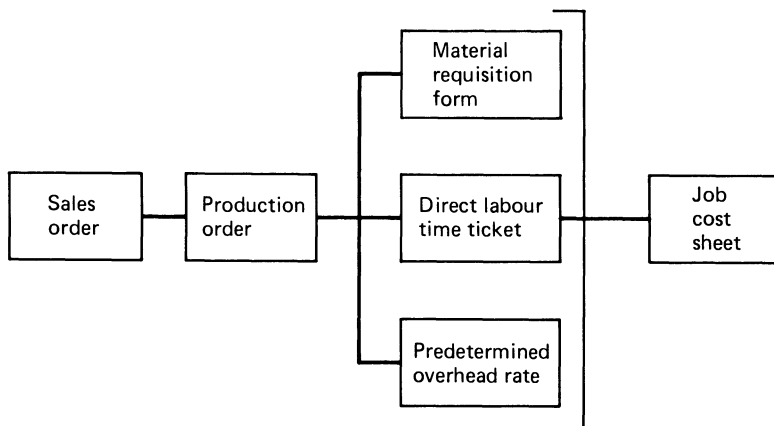 Material
requisition
form
Sales
order
Production
order
Direct labour
time ticket
Job
cost
sheet
Predetermined
overhead rate